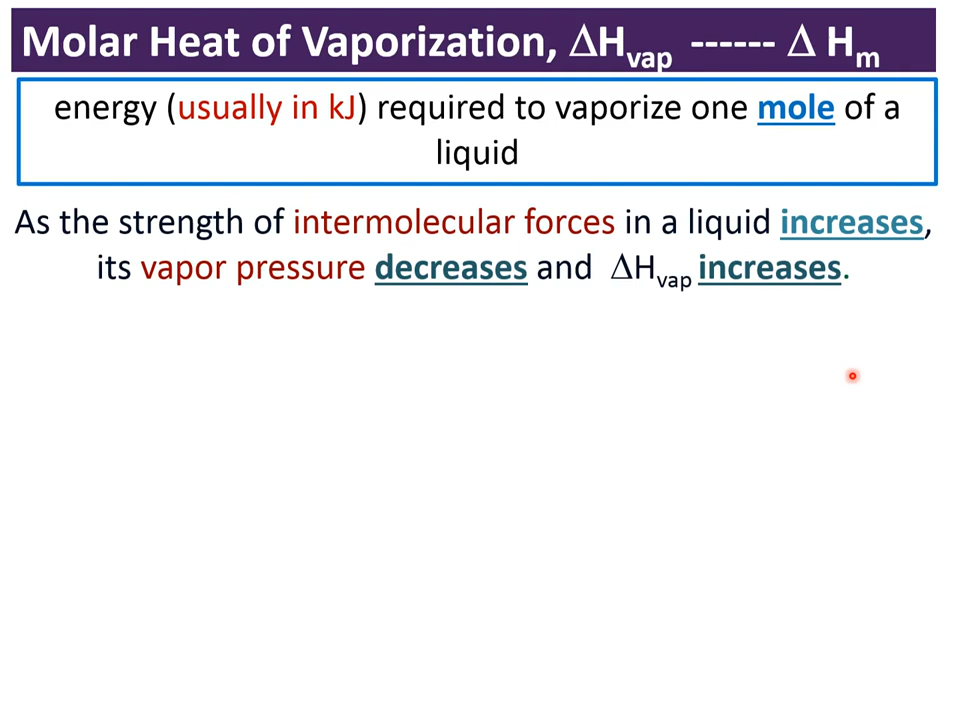 Molar Heat of Vaporization, ΔHvap ------ Δ Hm
energy (usually in kJ) required to vaporize one mole of a
liquid
As the strength of intermolecular forces in a liquid increases,
its vapor pressure decreases and ΔHvap increases.